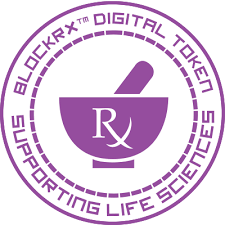 BLOCKRX™ DIGITAL TOKEN
Rx
SUPPORTING LIFE SCIENCES